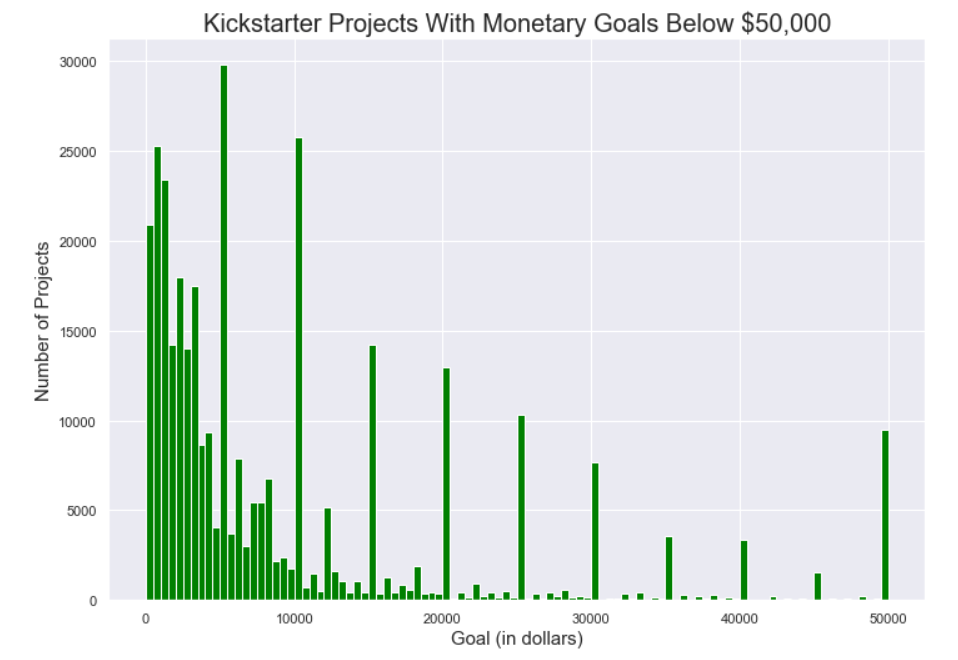 Kickstarter Projects With Monetary Goals Below $50,000
30000
25000
20000
15000
10000
5000
0
Number of Projects
0 10000 20000 30000 40000 50000
Goal (in dollars)